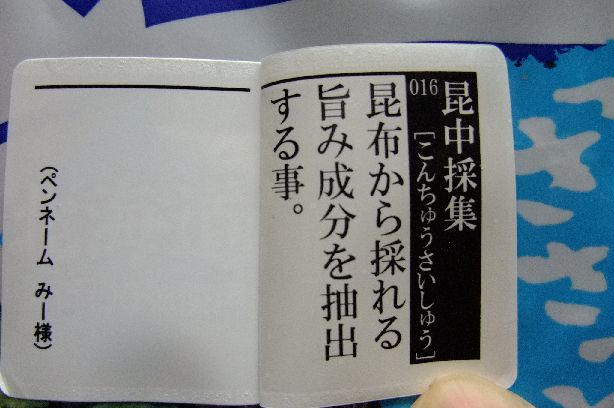 昆中採集
016［こんちゅうさいしゅう］
昆布から採れる
旨み成分を抽出
する事。
（ペンネーム みー様）